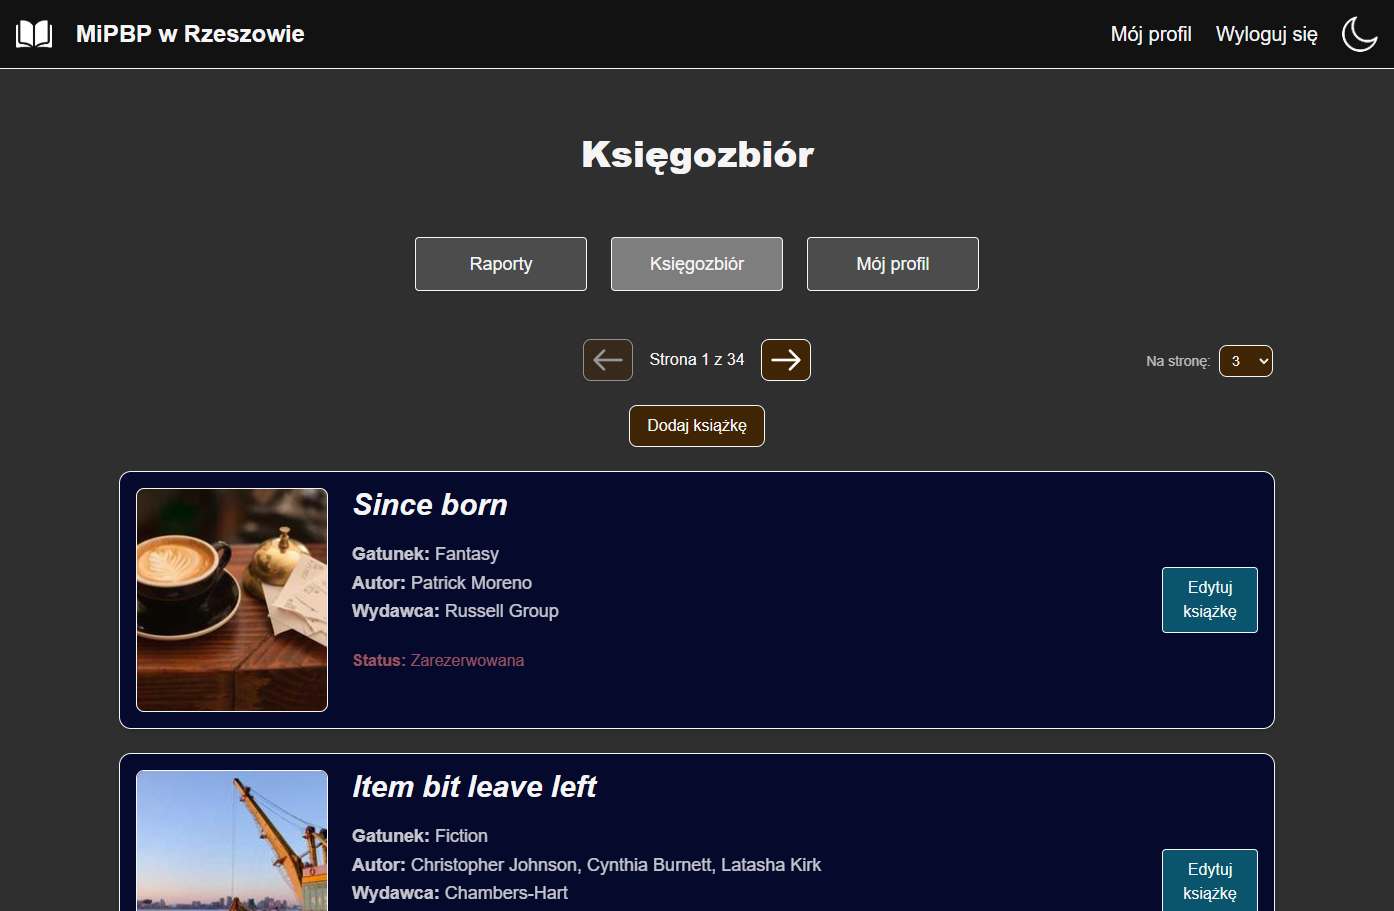 MiPBP w Rzeszowie
Mój profil
Wyloguj się
Księgozbiór
Raporty
Księgozbiór
Mój profil
Strona 1 z 34
Na stronę:
3
Dodaj książkę
Since born
Gatunek: Fantasy
Autor: Patrick Moreno
Wydawca: Russell Group
Status: Zarezerwowana
Edytuj
książkę
Item bit leave left
Gatunek: Fiction
Autor: Christopher Johnson, Cynthia Burnett, Latasha Kirk
Wydawca: Chambers-Hart
Edytuj
książkę